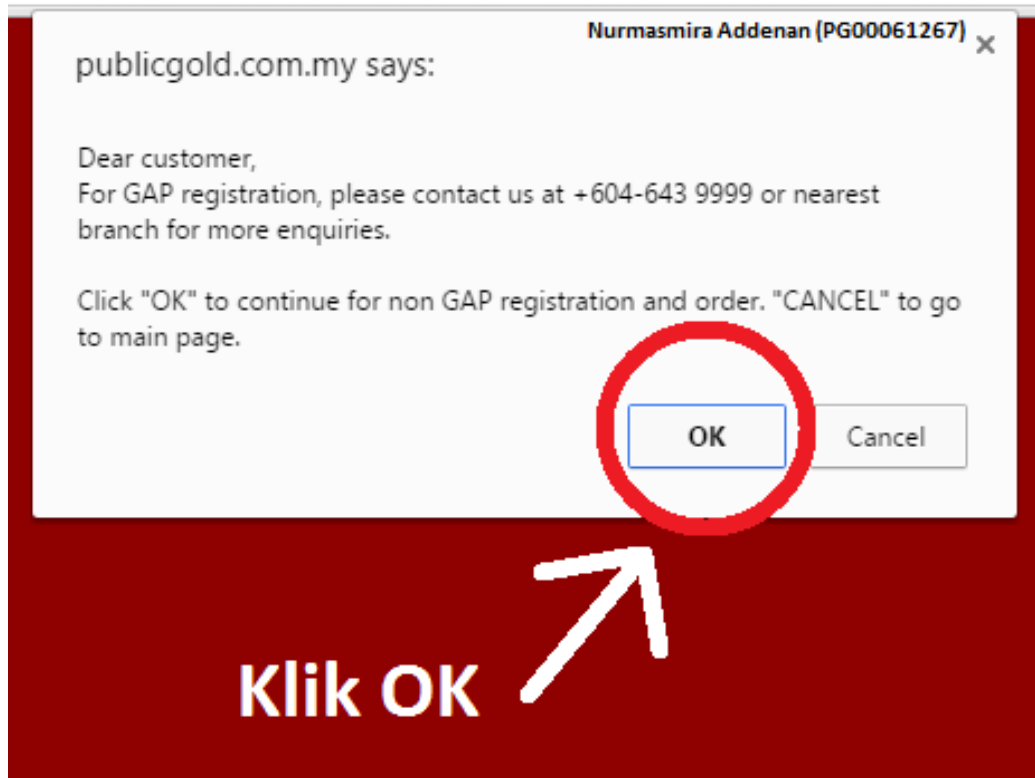 Nurmasmira Addenan (PG00061267)
publicgold.com.my says:
Dear customer,
For GAP registration, please contact us at +604-643 9999 or nearest
branch for more enquiries.
Click "OK" to continue for non GAP registration and order. "CANCEL" to go
to main page.
OK
Cancel
Klik OK